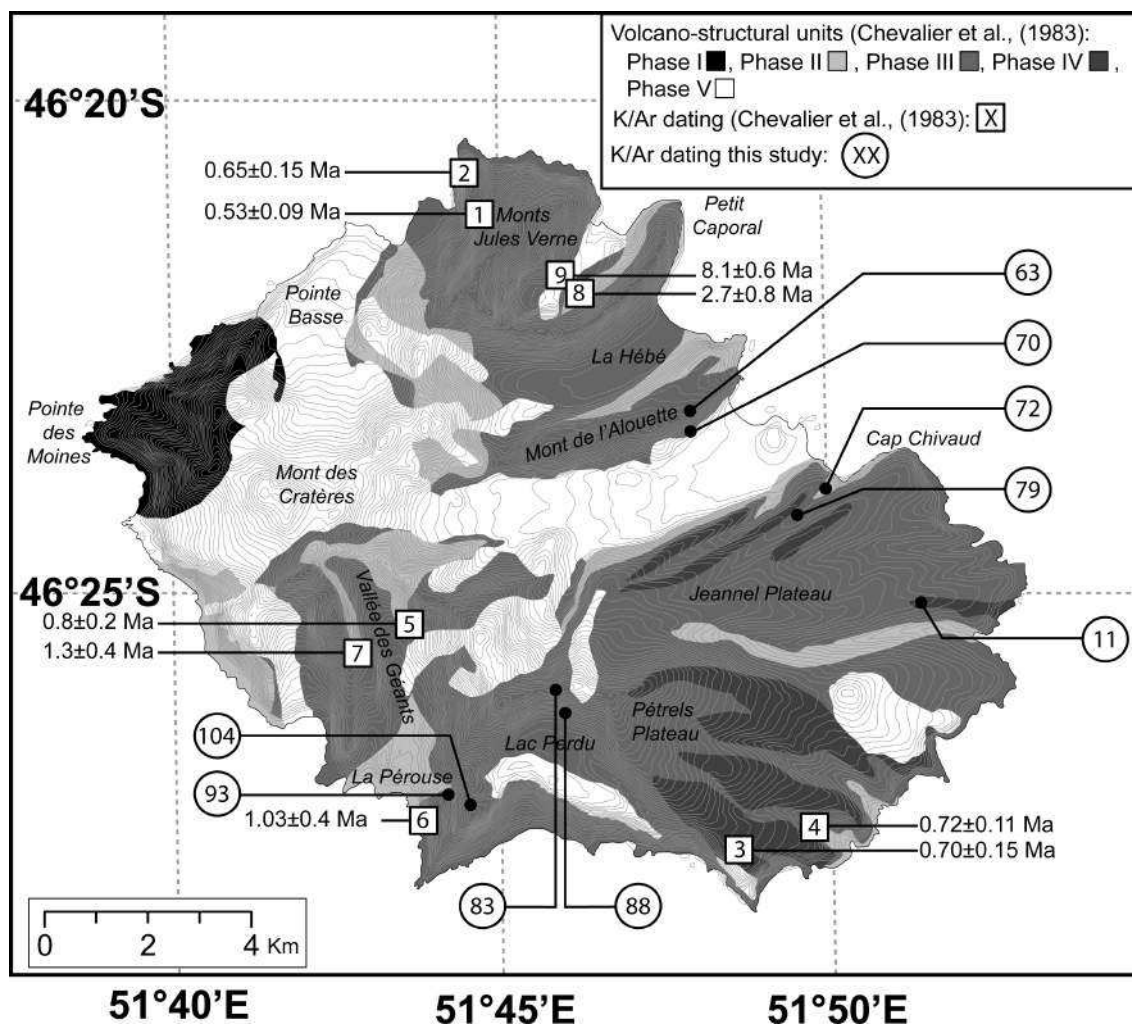 Volcano-structural units (Chevalier et al., (1983):
Phase I , Phase II , Phase III , Phase IV ,
Phase V
K/Ar dating (Chevalier et al., (1983): X
K/Ar dating this study: XX
46°20'S
0.65±0.15 Ma 2
0.53±0.09 Ma 1
Monts
Jules Verne
Petit
Caporal
9 8.1±0.6 Ma
8 2.7±0.8 Ma
63
Pointe
Basse
La Hébé
70
Pointe
des
Moines
Mont de l'Alouette
72
Cap Chivaud
Mont des
Cratères
79
46°25'S
Jeannel Plateau
0.8±0.2 Ma 5
1.3±0.4 Ma 7
Vallée des Géants
11
104
Lac Perdu
Pétrels
Plateau
93
La Pérouse
1.03±0.4 Ma 6
4 0.72±0.11 Ma
3 0.70±0.15 Ma
83
88
0 2 4 Km
51°40'E 51°45'E 51°50'E